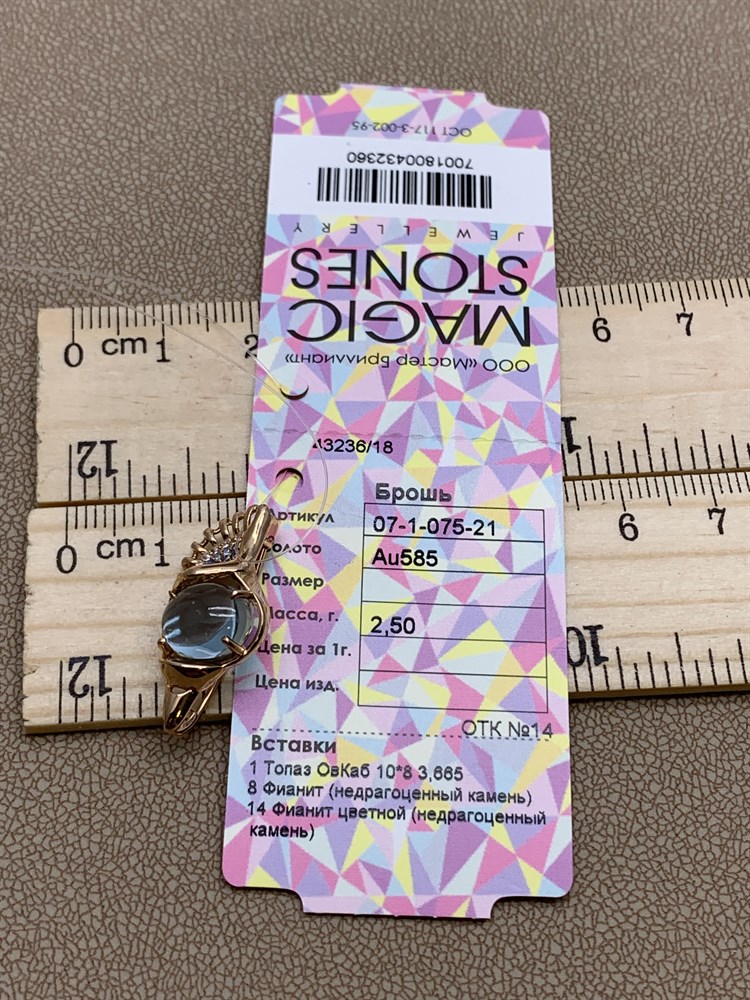 ОСТ 117-3-002-95
7001800432360
JEWELLERY
MAGIC
STONES
ООО «Мастер Бриллиант»
0 cm 1 2 6 7
12 11
43236/18
Брошь
Артикул 07-1-075-21
Золото Au585
Размер
Масса, г. 2,50
Цена за 1г.
Цена изд.
0 cm 1 6 7
12 10
ОТК №14
Вставки
1 Топаз ОвКаб 10*8 3,665
8 Фианит (недрагоценный камень)
14 Фианит цветной (недрагоценный
камень)